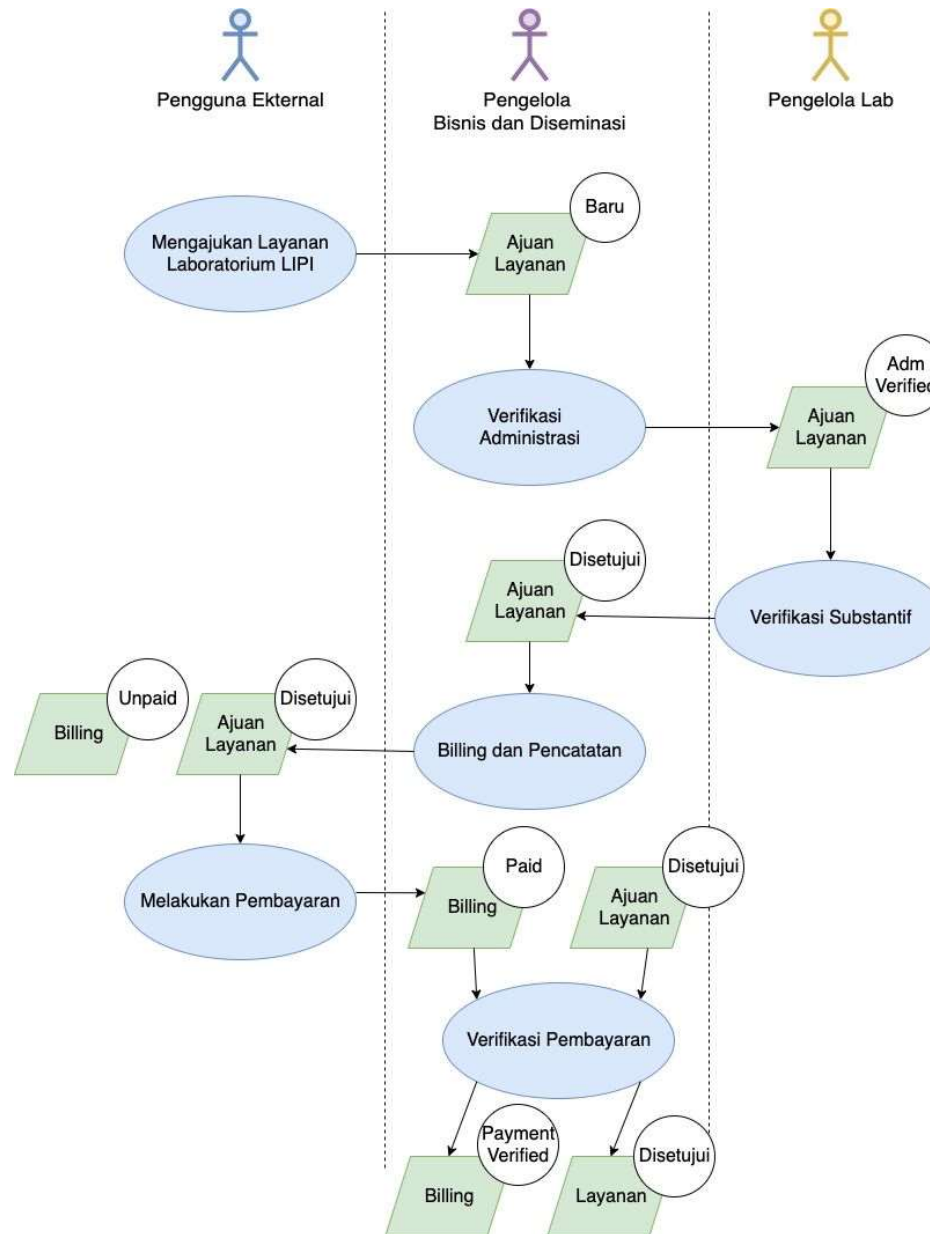 Pengguna Ekternal
Pengelola
Bisnis dan Diseminasi
Pengelola Lab
Mengajukan Layanan
Laboratorium LIPI
Ajuan
Layanan
Baru
Verifikasi
Administrasi
Ajuan
Layanan
Adm
Verified
Verifikasi Substantif
Ajuan
Layanan
Disetujui
Billing dan Pencatatan
Billing
Unpaid
Ajuan
Layanan
Disetujui
Melakukan Pembayaran
Billing
Paid
Ajuan
Layanan
Disetujui
Verifikasi Pembayaran
Billing
Payment
Verified
Layanan
Disetujui